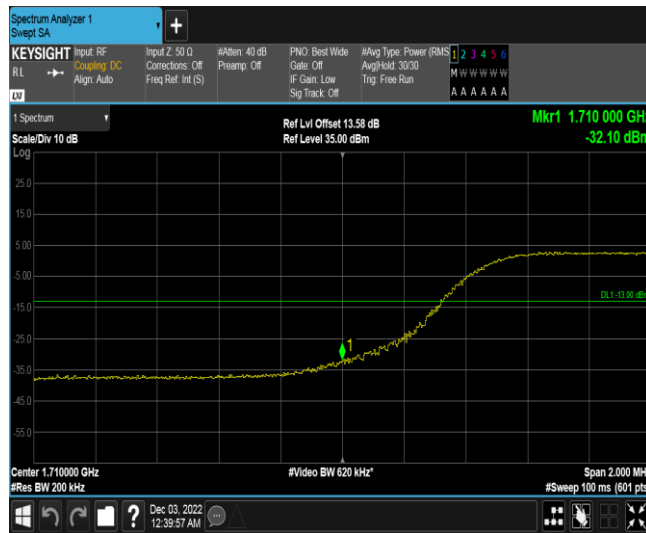 Spectrum Analyzer 1
Swept SA
+
KEYSIGHT
RL
LXI
Input: RF
Coupling: DC
Align: Auto
Input Z: 50 Ω
Corrections: Off
Freq Ref: Int (S)
#Atten: 40 dB
Preamp: Off
PNO: Best Wide
Gate: Off
IF Gain: Low
Sig Track: Off
#Avg Type: Power (RMS
Avg|Hold: 30/30
Trig: Free Run
1 2 3 4 5 6
M W W W W W
A A A A A A
1 Spectrum
Scale/Div 10 dB
Log
Ref Lvl Offset 13.58 dB
Ref Level 35.00 dBm
Mkr1 1.710 000 GHz
-32.10 dBm
25.0
15.0
5.00
-5.00
-15.0
-25.0
-35.0
-45.0
-55.0
DL1 -13.00 dBm
1
Center 1.710000 GHz
#Res BW 200 kHz
#Video BW 620 kHz*
Span 2.000 MH
#Sweep 100 ms (601 pts
?
Dec 03, 2022
12:39:57 AM